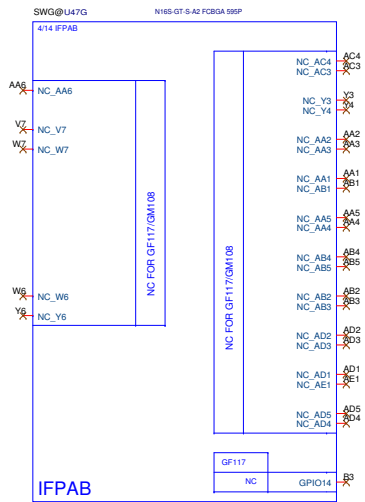 SWG@U47G N16S-GT-S-A2 FCBGA 595P
4/14 IFPAB
AA6 NC_AA6
V7 NC_V7
W7 NC_W7
W6 NC_W6
Y6 NC_Y6
NC FOR GF117/GM108
NC FOR GF117/GM108
NC_AC4 AC4
NC_AC3 AC3
NC_Y3 Y3
NC_Y4 Y4
NC_AA2 AA2
NC_AA3 AA3
NC_AA1 AA1
NC_AB1 AB1
NC_AA5 AA5
NC_AA4 AA4
NC_AB4 AB4
NC_AB5 AB5
NC_AB2 AB2
NC_AB3 AB3
NC_AD2 AD2
NC_AD3 AD3
NC_AD1 AD1
NC_AE1 AE1
NC_AD5 AD5
NC_AD4 AD4
GF117
NC GPIO14 B3
IFPAB